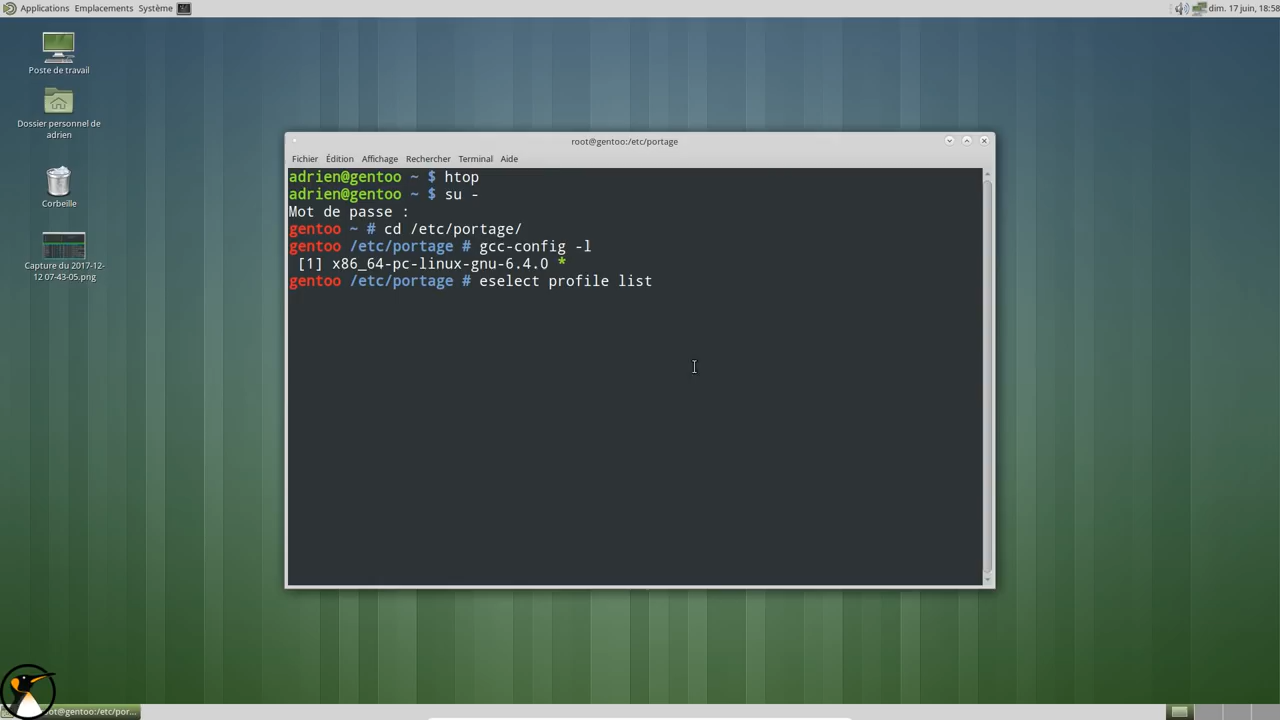 Applications Emplacements Système
dim. 17 juin, 18:58
Poste de travail
Dossier personnel de
adrien
Corbeille
Capture du 2017-12-
12 07-43-05.png
root@gentoo:/etc/portage
Fichier Édition Affichage Rechercher Terminal Aide
adrien@gentoo ~ $ htop
adrien@gentoo ~ $ su -
Mot de passe :
gentoo ~ # cd /etc/portage/
gentoo /etc/portage # gcc-config -l
[1] x86_64-pc-linux-gnu-6.4.0 *
gentoo /etc/portage # eselect profile list
root@gentoo:/etc/por...